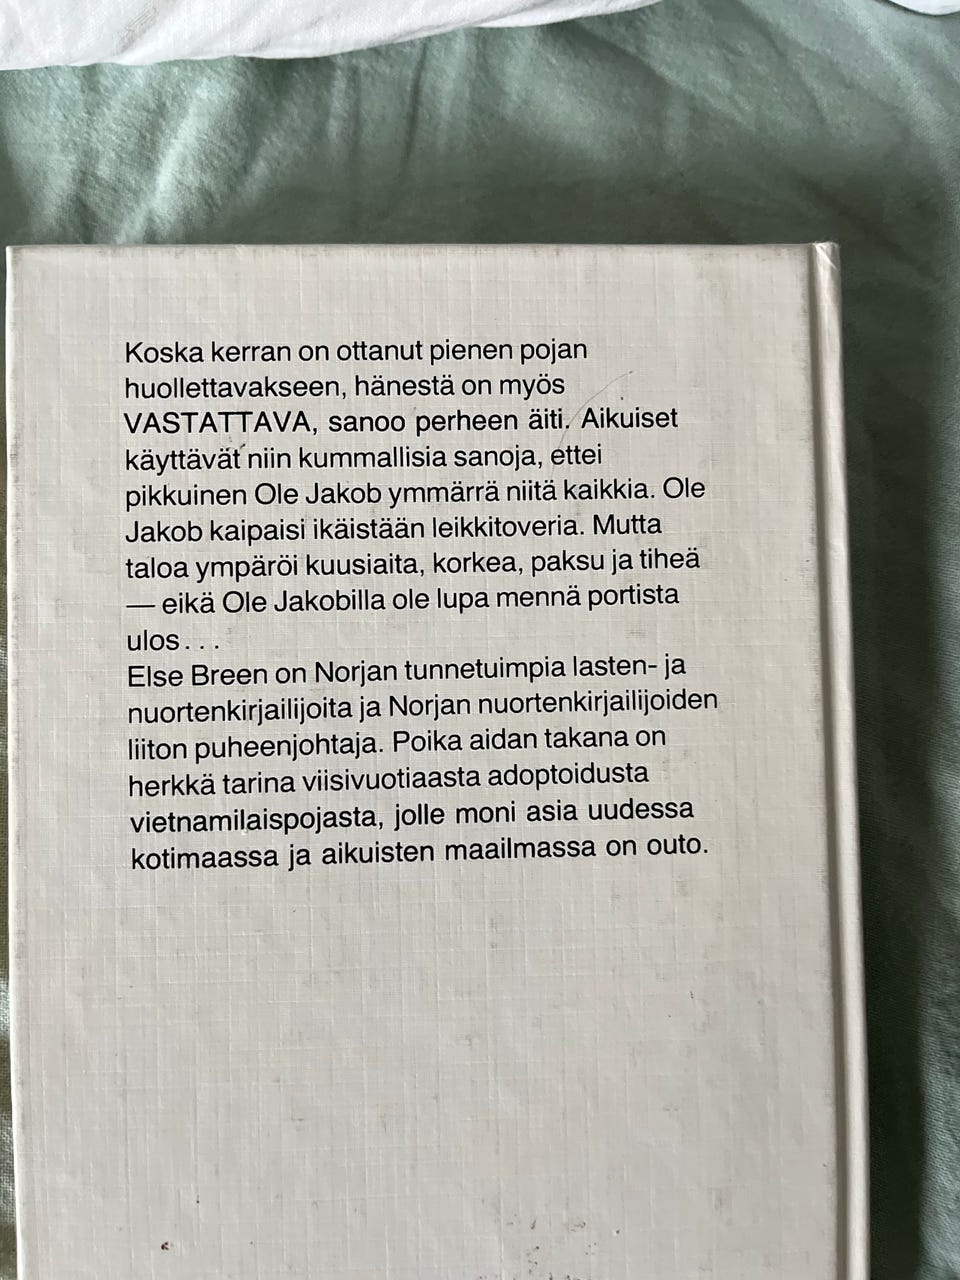 Koska kerran on ottanut pienen pojan
huollettavakseen, hänestä on myös
VASTATTAVA, sanoo perheen äiti. Aikuiset
käyttävät niin kummallisia sanoja, ettei
pikkuinen Ole Jakob ymmärrä niitä kaikkia. Ole
Jakob kaipaisi ikäistään leikkitoveria. Mutta
taloa ympäröi kuusiaita, korkea, paksu ja tiheä
— eikä Ole Jakobilla ole lupa mennä portista
ulos...
Else Breen on Norjan tunnetuimpia lasten- ja
nuortenkirjailijoita ja Norjan nuortenkirjailijoiden
liiton puheenjohtaja. Poika aidan takana on
herkkä tarina viisivuotiaasta adoptoidusta
vietnamilaispojasta, jolle moni asia uudessa
kotimaassa ja aikuisten maailmassa on outo.